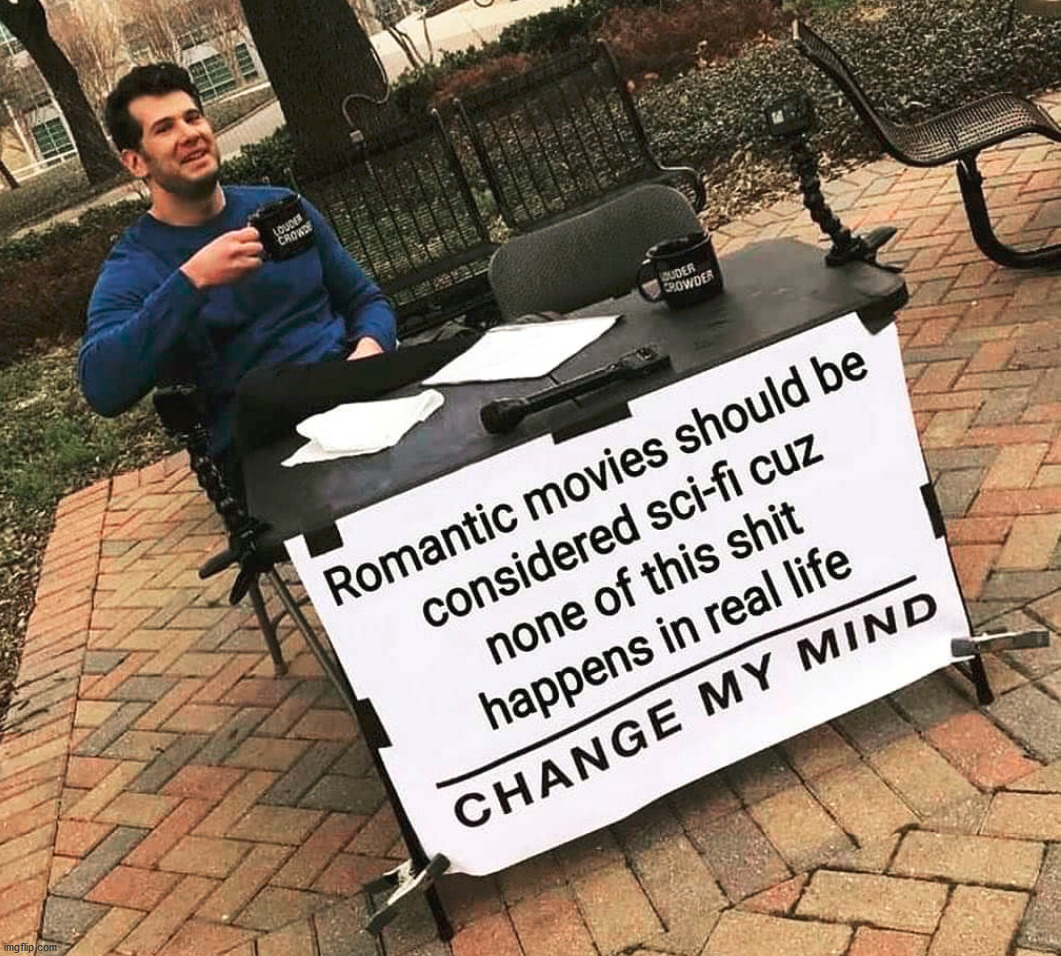 LOUDER
CROWDE
LOUDER
CROWDER
Romantic movies should be
considered sci-fi cuz
none of this shit
happens in real life
CHANGE MY MIND
imgflip.com